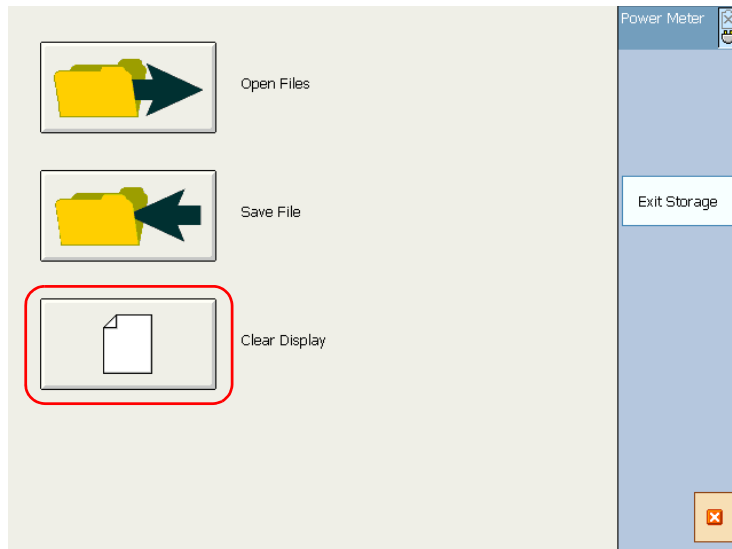 Power Meter
Open Files
Save File
Exit Storage
Clear Display